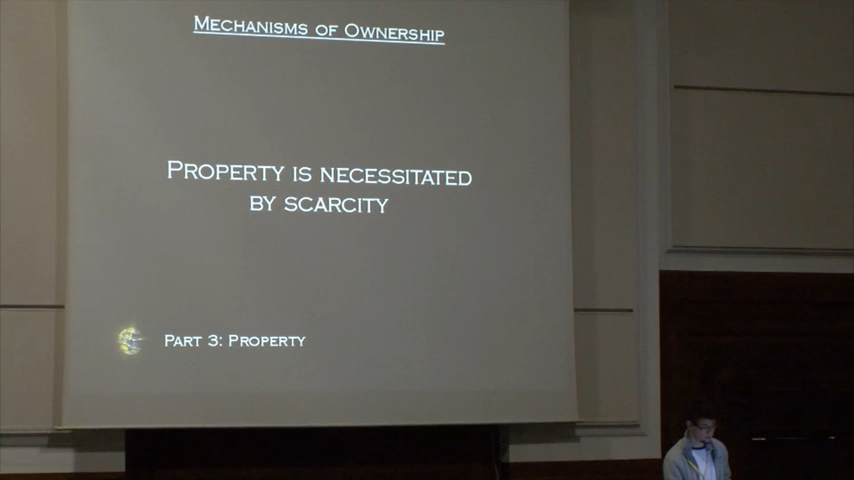 Mechanisms of Ownership
Property is necessitated
by scarcity
Part 3: Property